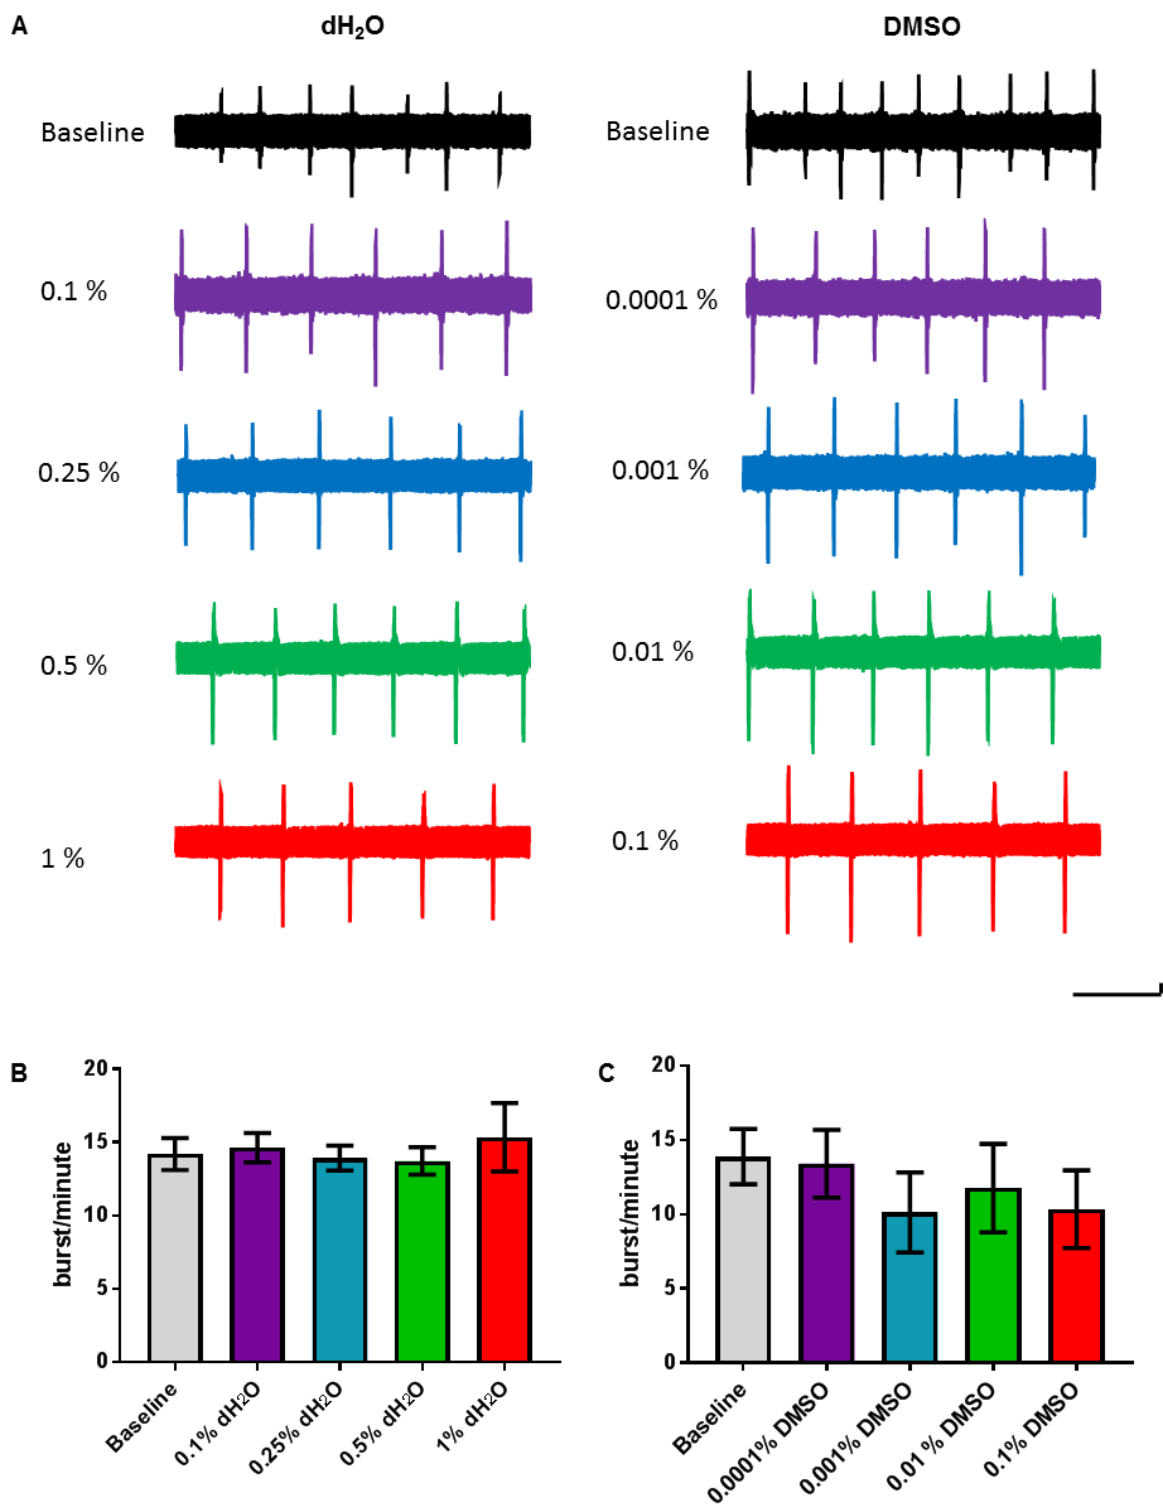 A
dH₂O
DMSO
Baseline
Baseline
0.1 %
0.0001 %
0.25 %
0.001 %
0.5 %
0.01 %
1 %
0.1 %
B
burst/minute
20
15
10
5
0
Baseline
0.1% dH₂O
0.25% dH₂O
0.5% dH₂O
1% dH₂O
C
burst/minute
20
15
10
5
0
Baseline
0.0001% DMSO
0.001% DMSO
0.01 % DMSO
0.1% DMSO